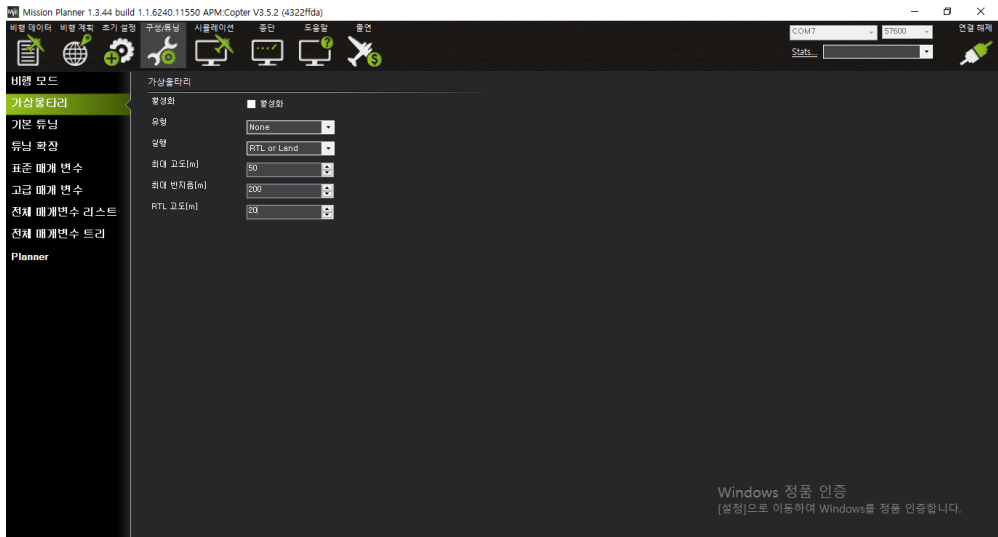 Mission Planner 1.3.44 build 1.1.6240.11550 APM:Copter V3.5.2 (4322ffda)
비행 데이터 비행 계획 초기 설정 구성/튜닝 시뮬레이션 중단 도움말 출연
COM7 57600 연결 해제
Stats...
비행 모드
가상울타리
기본 튜닝
튜닝 확장
표준 매개 변수
고급 매개 변수
전체 매개변수 리스트
전체 매개변수 트리
Planner
가상울타리
활성화 활성화
유형 None
실행 RTL or Land
최대 고도[m] 50
최대 반지름[m] 200
RTL 고도[m] 20
Windows 정품 인증
[설정]으로 이동하여 Windows를 정품 인증합니다.